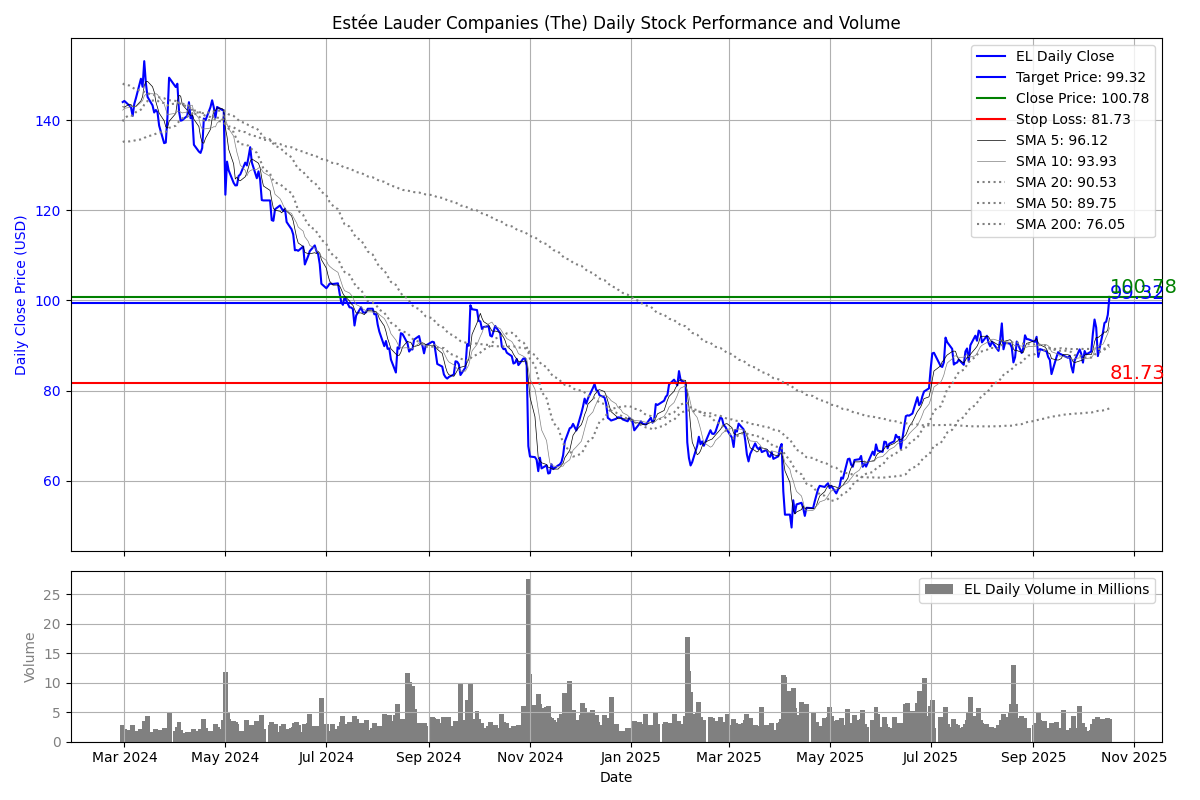 Estée Lauder Companies (The) Daily Stock Performance and Volume
EL Daily Close
Target Price: 99.32
Close Price: 100.78
Stop Loss: 81.73
SMA 5: 96.12
SMA 10: 93.93
SMA 20: 90.53
SMA 50: 89.75
SMA 200: 76.05
Daily Close Price (USD)
140
120
100
80
60
100.78
99.32
81.73
EL Daily Volume in Millions
Volume
25
20
15
10
5
0
Mar 2024 May 2024 Jul 2024 Sep 2024 Nov 2024 Jan 2025 Mar 2025 May 2025 Jul 2025 Sep 2025 Nov 2025
Date